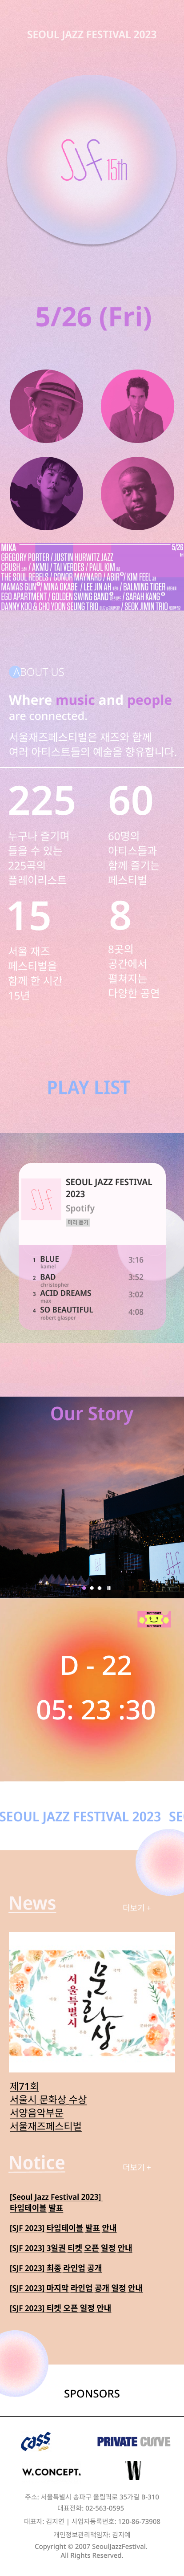 SEOUL JAZZ FESTIVAL 2023
SJF 15th
5/26 (Fri)
MIKA
5/26
GREGORY PORTER / JUSTIN HURWITZ JAZZ
CRUSH / AKMU / TAI VERDES / PAUL KIM
THE SOUL REBELS / CONOR MAYNARD / ABIR / KIM FEEL
MAMAS GUN / MINA OKABE / LEE JIN AH / BALMING TIGER
EGO APARTMENT / GOLDEN SWING BAND / SARAH KANG
DANNY KOO & CHO YOON SEUNG TRIO / SEOK JIMIN TRIO
ABOUT US
Where music and people
are connected.
서울재즈페스티벌은 재즈와 함께
여러 아티스트들의 예술을 향유합니다.
225
60
누구나 즐기며
들을 수 있는
225곡의
플레이리스트
60명의
아티스들과
함께 즐기는
페스티벌
15
8
서울 재즈
페스티벌을
함께 한 시간
15년
8곳의
공간에서
펼쳐지는
다양한 공연
PLAY LIST
SEOUL JAZZ FESTIVAL
2023
Spotify
미리 듣기
1 BLUE 3:16
kamel
2 BAD 3:52
christopher
3 ACID DREAMS 3:02
max
4 SO BEAUTIFUL 4:08
robert glasper
Our Story
D - 22
05: 23 :30
SEOUL JAZZ FESTIVAL 2023 SE
News
더보기 +
서울특별시 문화상
제71회
서울시 문화상 수상
서양음악부문
서울재즈페스티벌
Notice
더보기 +
[Seoul Jazz Festival 2023]
타임테이블 발표
[SJF 2023] 타임테이블 발표 안내
[SJF 2023] 3일권 티켓 오픈 일정 안내
[SJF 2023] 최종 라인업 공개
[SJF 2023] 마지막 라인업 공개 일정 안내
[SJF 2023] 티켓 오픈 일정 안내
SPONSORS
Cass
PRIVATE CURVE
W.CONCEPT.
W
주소: 서울특별시 송파구 올림픽로 35가길 B-310
대표전화: 02-563-0595
대표자: 김지연 | 사업자등록번호: 120-86-73908
개인정보관리책임자: 김지예
Copyright © 2007 SeoulJazzFestival.
All Rights Reserved.